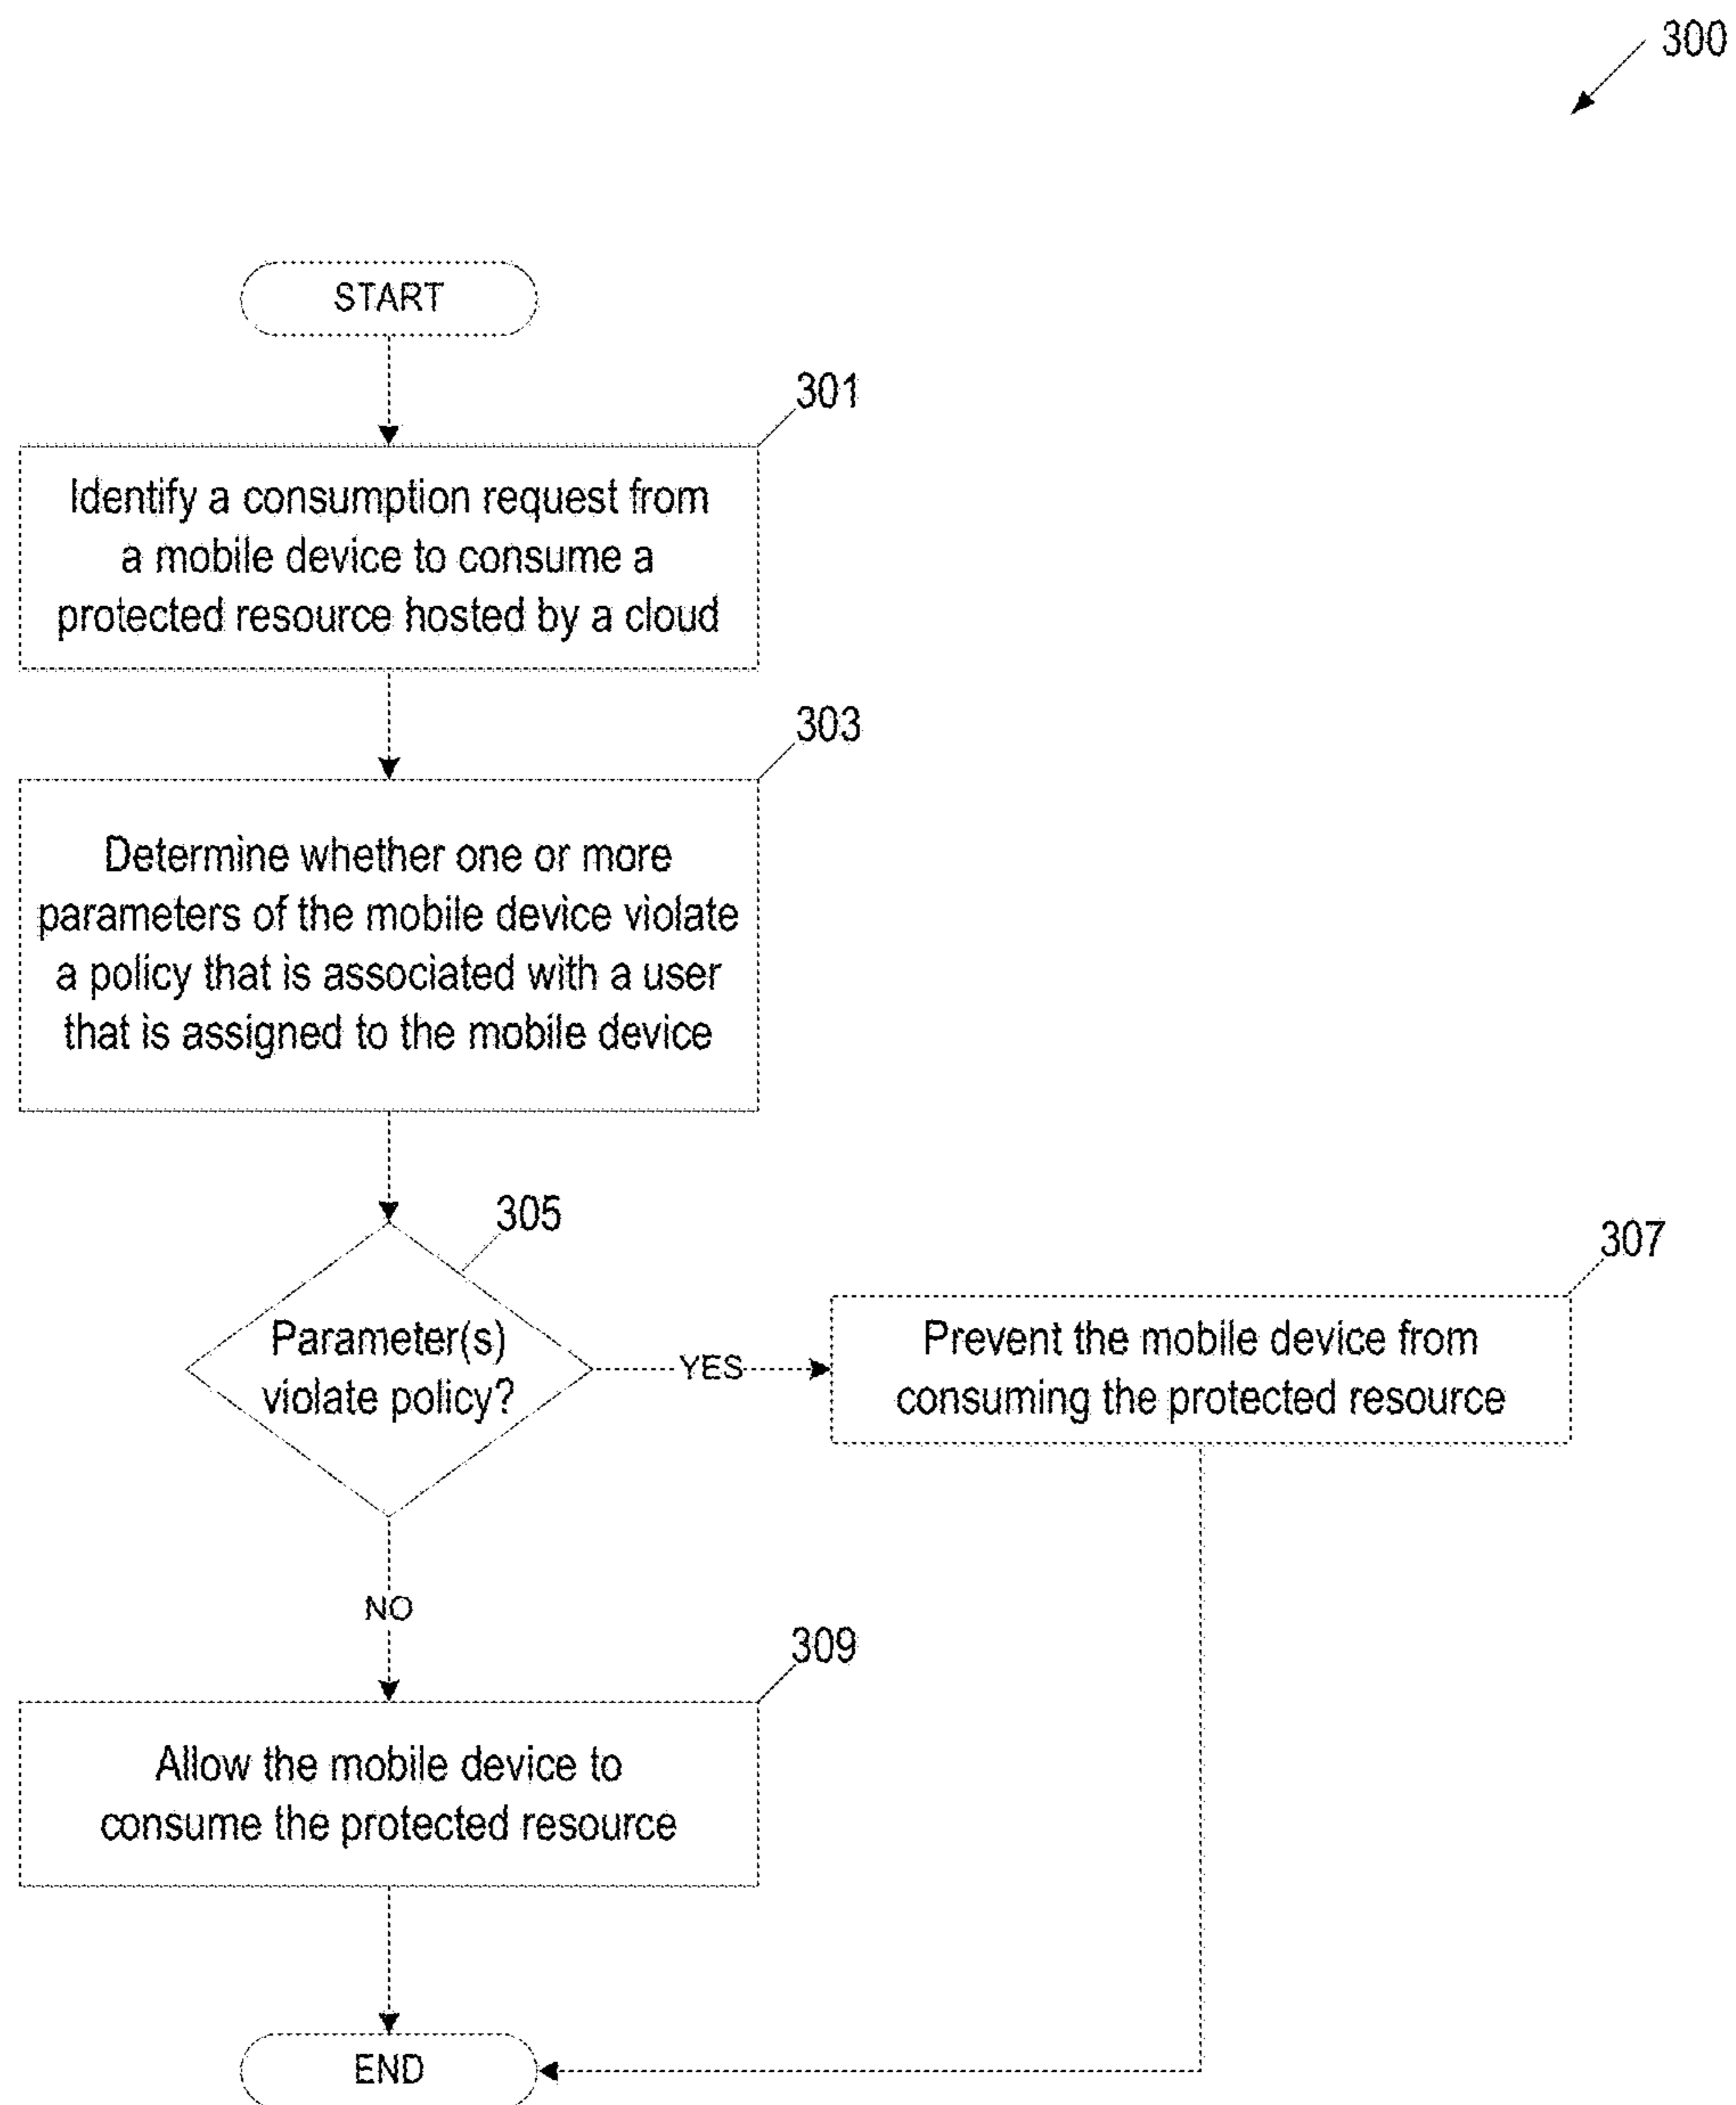 300
START
301
Identify a consumption request from
a mobile device to consume a
protected resource hosted by a cloud
303
Determine whether one or more
parameters of the mobile device violate
a policy that is associated with a user
that is assigned to the mobile device
305
Parameter(s)
violate policy?
YES
307
Prevent the mobile device from
consuming the protected resource
NO
309
Allow the mobile device to
consume the protected resource
END